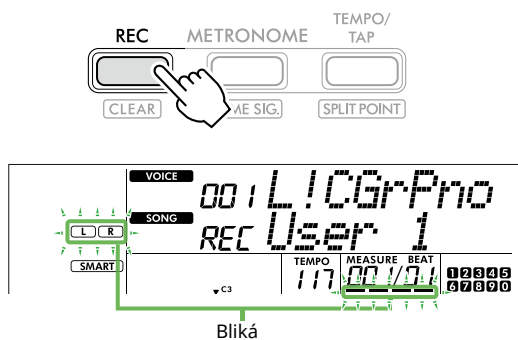 REC METRONOME TEMPO/
TAP
CLEAR ME SIG. SPLIT POINT
VOICE 001 L!CGrPno
L R SONG REC User 1
SMART TEMPO MEASURE BEAT
C3 117 001/01 12345
67890
Bliká